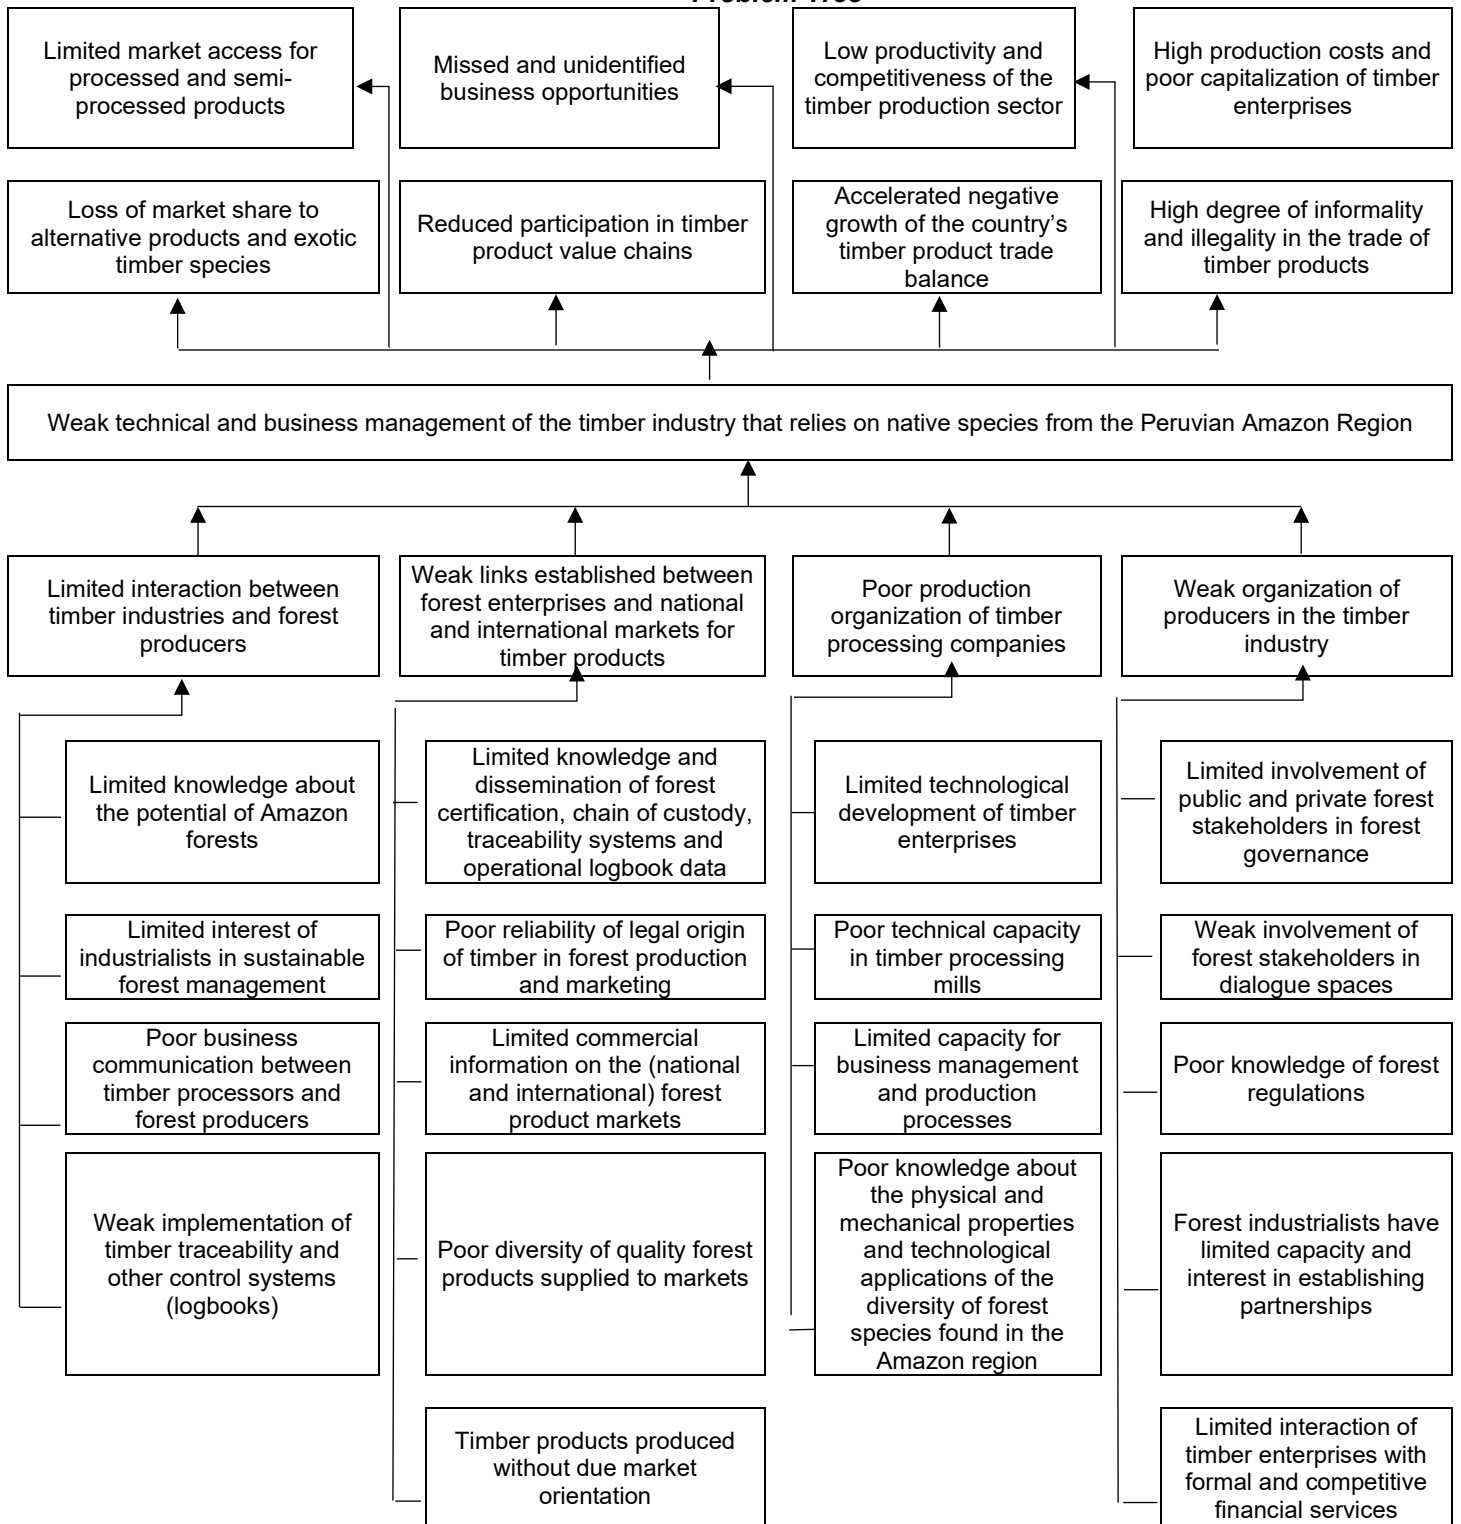 Problem Tree
Limited market access for
processed and semi-
processed products
Missed and unidentified
business opportunities
Low productivity and
competitiveness of the
timber production sector
High production costs and
poor capitalization of timber
enterprises
Loss of market share to
alternative products and exotic
timber species
Reduced participation in timber
product value chains
Accelerated negative
growth of the country’s
timber product trade
balance
High degree of informality
and illegality in the trade of
timber products
Weak technical and business management of the timber industry that relies on native species from the Peruvian Amazon Region
Limited interaction between
timber industries and forest
producers
Weak links established between
forest enterprises and national
and international markets for
timber products
Poor production
organization of timber
processing companies
Weak organization of
producers in the timber
industry
Limited knowledge about
the potential of Amazon
forests
Limited knowledge and
dissemination of forest
certification, chain of custody,
traceability systems and
operational logbook data
Limited technological
development of timber
enterprises
Limited involvement of
public and private forest
stakeholders in forest
governance
Limited interest of
industrialists in sustainable
forest management
Poor reliability of legal origin
of timber in forest production
and marketing
Poor technical capacity
in timber processing
mills
Weak involvement of
forest stakeholders in
dialogue spaces
Poor business
communication between
timber processors and
forest producers
Limited commercial
information on the (national
and international) forest
product markets
Limited capacity for
business management
and production
processes
Poor knowledge of forest
regulations
Weak implementation of
timber traceability and
other control systems
(logbooks)
Poor diversity of quality forest
products supplied to markets
Poor knowledge about
the physical and
mechanical properties
and technological
applications of the
diversity of forest
species found in the
Amazon region
Forest industrialists have
limited capacity and
interest in establishing
partnerships
Timber products produced
without due market
orientation
Limited interaction of
timber enterprises with
formal and competitive
financial services